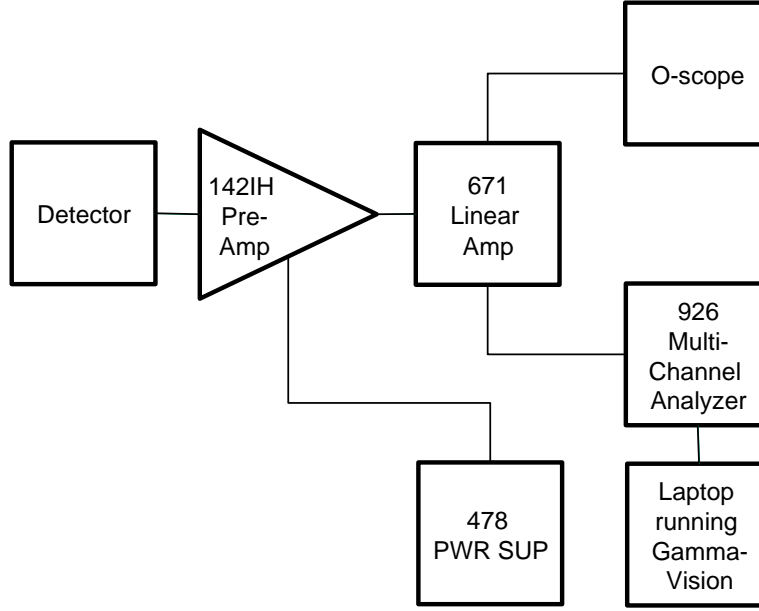 Detector
142IH
Pre-
Amp
671
Linear
Amp
O-scope
926
Multi-
Channel
Analyzer
478
PWR SUP
Laptop
running
Gamma-
Vision